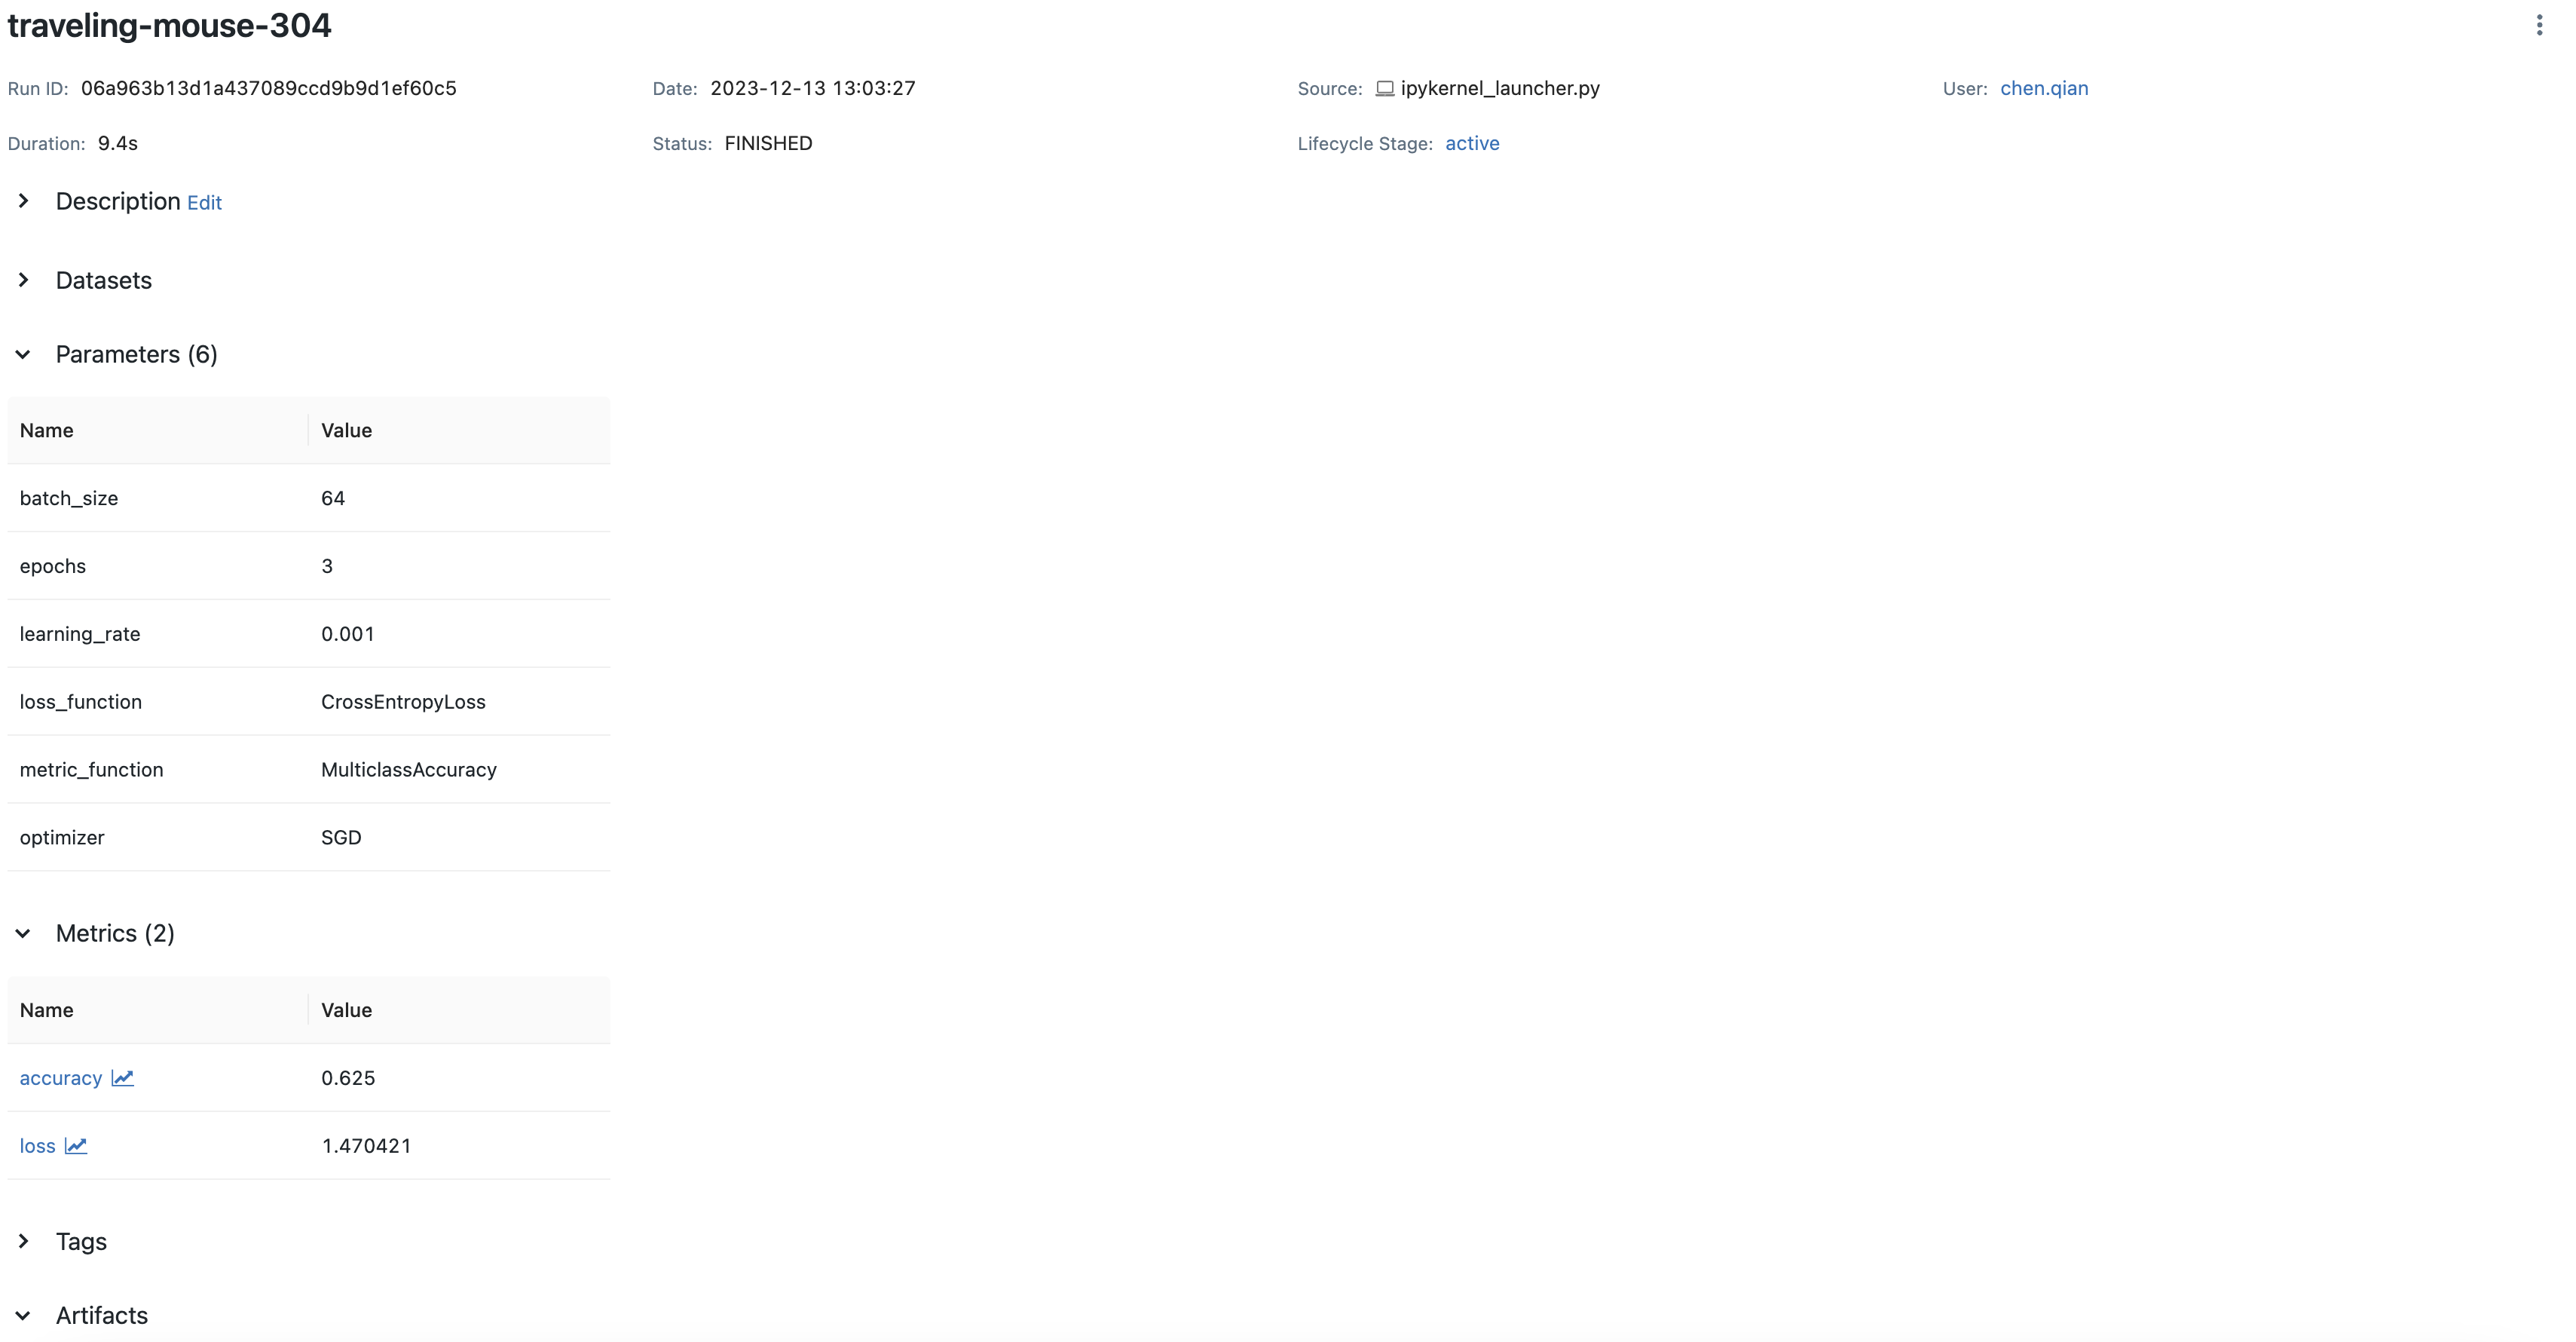 traveling-mouse-304
Run ID: 06a963b13d1a437089ccd9b9d1ef60c5 Date: 2023-12-13 13:03:27 Source: ipykernel_launcher.py User: chen.qian
Duration: 9.4s Status: FINISHED Lifecycle Stage: active
Description Edit
Datasets
Parameters (6)
Name Value
batch_size 64
epochs 3
learning_rate 0.001
loss_function CrossEntropyLoss
metric_function MulticlassAccuracy
optimizer SGD
Metrics (2)
Name Value
accuracy 0.625
loss 1.470421
Tags
Artifacts